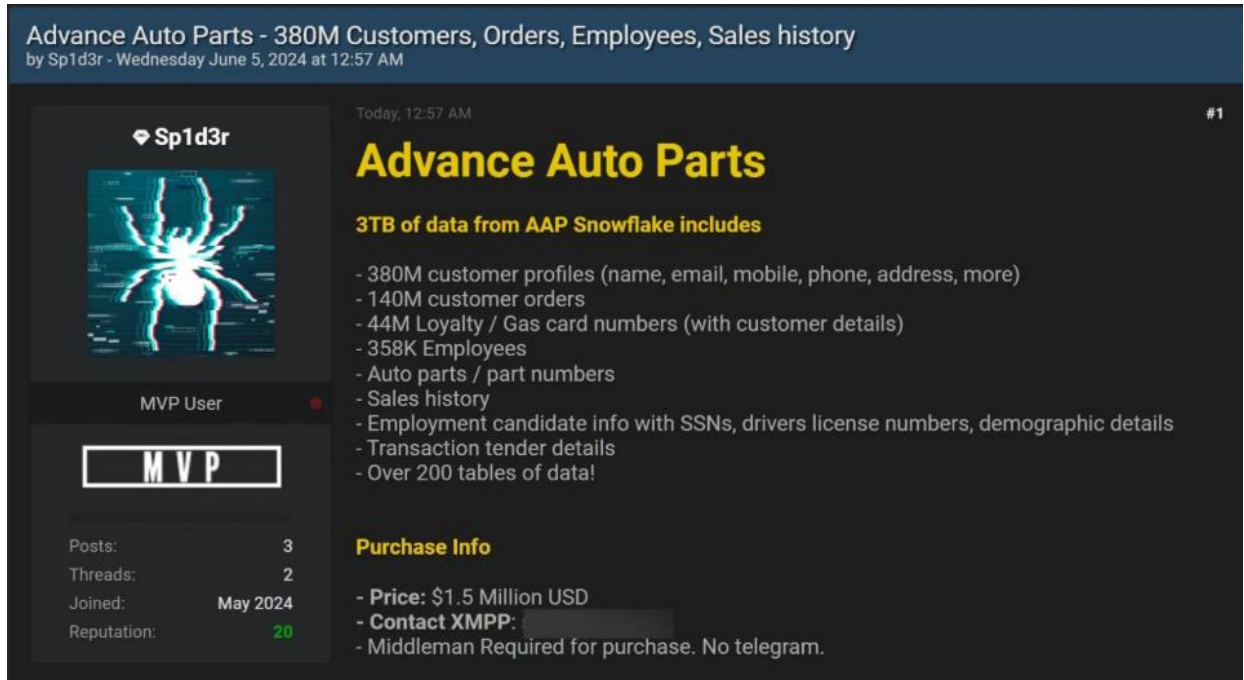 Advance Auto Parts - 380M Customers, Orders, Employees, Sales history
by Sp1d3r - Wednesday June 5, 2024 at 12:57 AM
Sp1d3r
MVP User
MVP
Posts: 3
Threads: 2
Joined: May 2024
Reputation: 20
Today, 12:57 AM
#1
Advance Auto Parts
3TB of data from AAP Snowflake includes
- 380M customer profiles (name, email, mobile, phone, address, more)
- 140M customer orders
- 44M Loyalty / Gas card numbers (with customer details)
- 358K Employees
- Auto parts / part numbers
- Sales history
- Employment candidate info with SSNs, drivers license numbers, demographic details
- Transaction tender details
- Over 200 tables of data!
Purchase Info
- Price: $1.5 Million USD
- Contact XMPP:
- Middleman Required for purchase. No telegram.